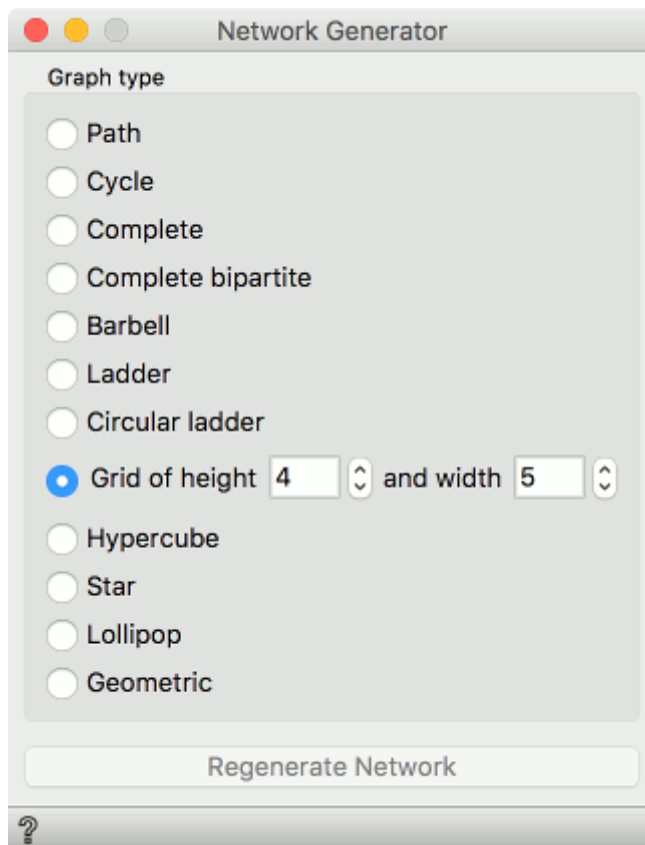 Network Generator
Graph type
Path
Cycle
Complete
Complete bipartite
Barbell
Ladder
Circular ladder
Grid of height 4 and width 5
Hypercube
Star
Lollipop
Geometric
Regenerate Network
?